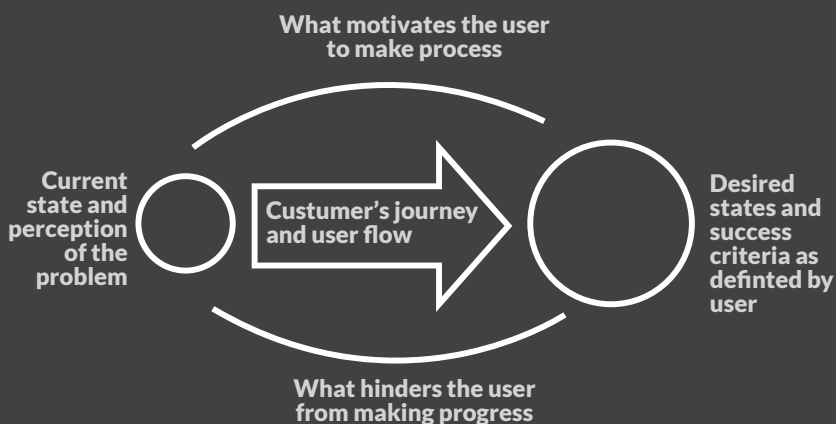 What motivates the user
to make process
Current
state and
perception
of the
problem
Custumer's journey
and user flow
Desired
states and
success
criteria as
definted by
user
What hinders the user
from making progress